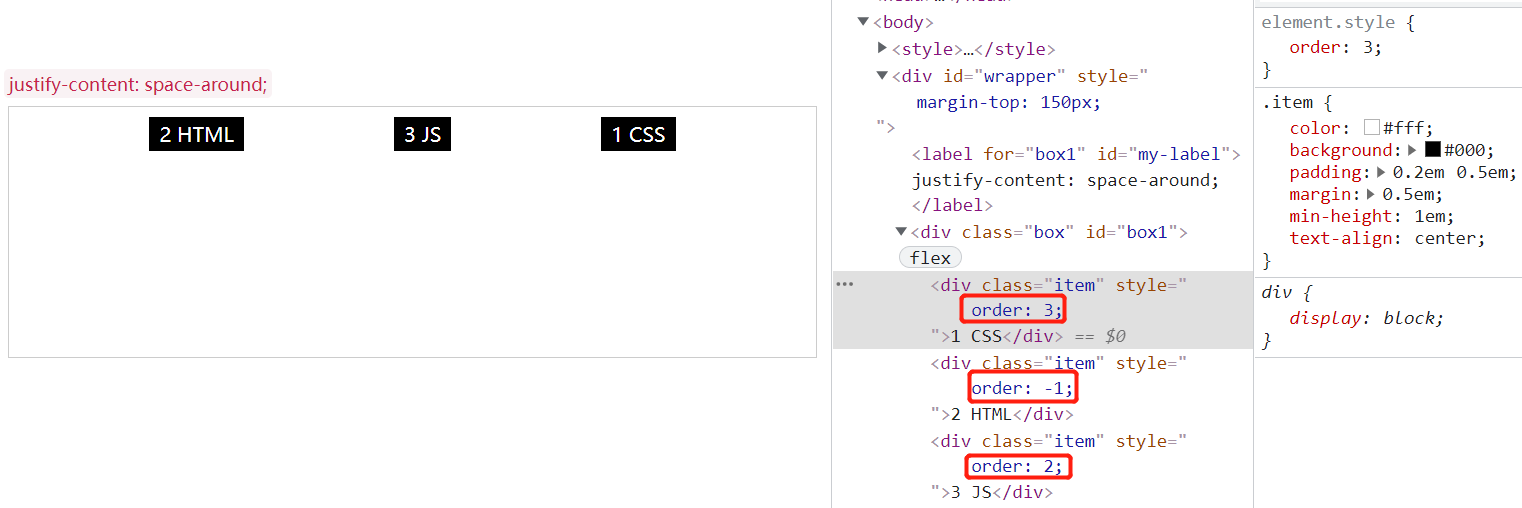 justify-content: space-around;
2 HTML
3 JS
1 CSS
<body>
<style>…</style>
<div id="wrapper" style="
margin-top: 150px;
">
<label for="box1" id="my-label">
justify-content: space-around;
</label>
<div class="box" id="box1">
flex
<div class="item" style="
order: 3;
">1 CSS</div> == $0
<div class="item" style="
order: -1;
">2 HTML</div>
<div class="item" style="
order: 2;
">3 JS</div>
element.style {
order: 3;
}
.item {
color: #fff;
background: #000;
padding: 0.2em 0.5em;
margin: 0.5em;
min-height: 1em;
text-align: center;
}
div {
display: block;
}